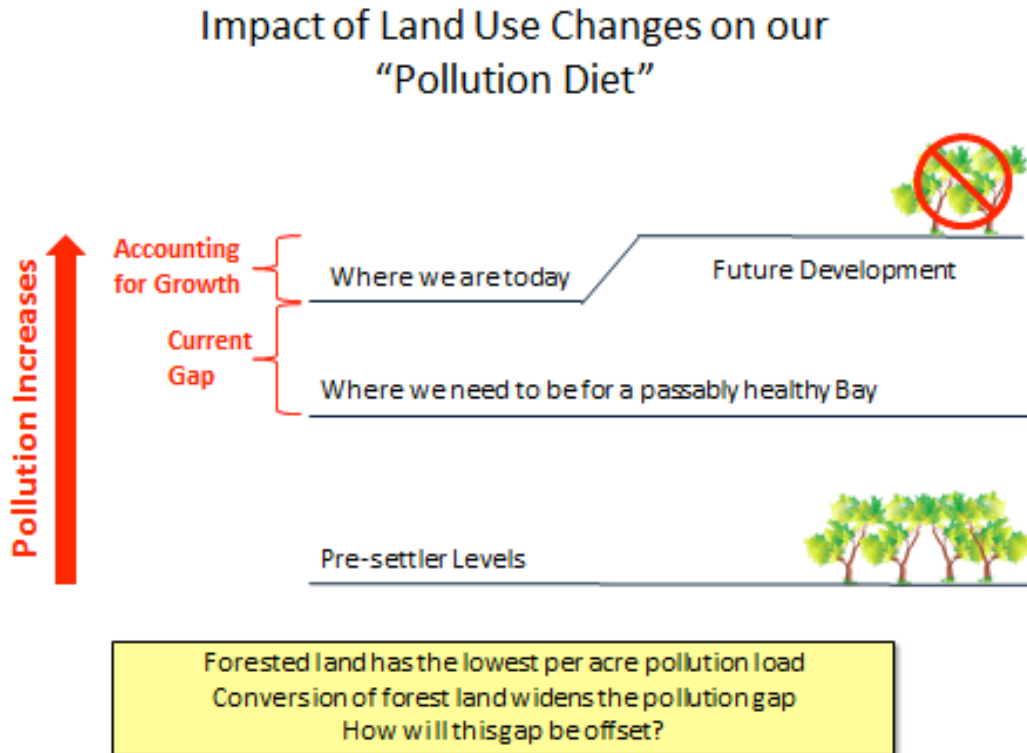 Impact of Land Use Changes on our
“Pollution Diet”
Pollution Increases
Accounting
for Growth
Where we are today
Future Development
Current
Gap
Where we need to be for a passably healthy Bay
Pre-settler Levels
Forested land has the lowest per acre pollution load
Conversion of forest land widens the pollution gap
How will this gap be offset?